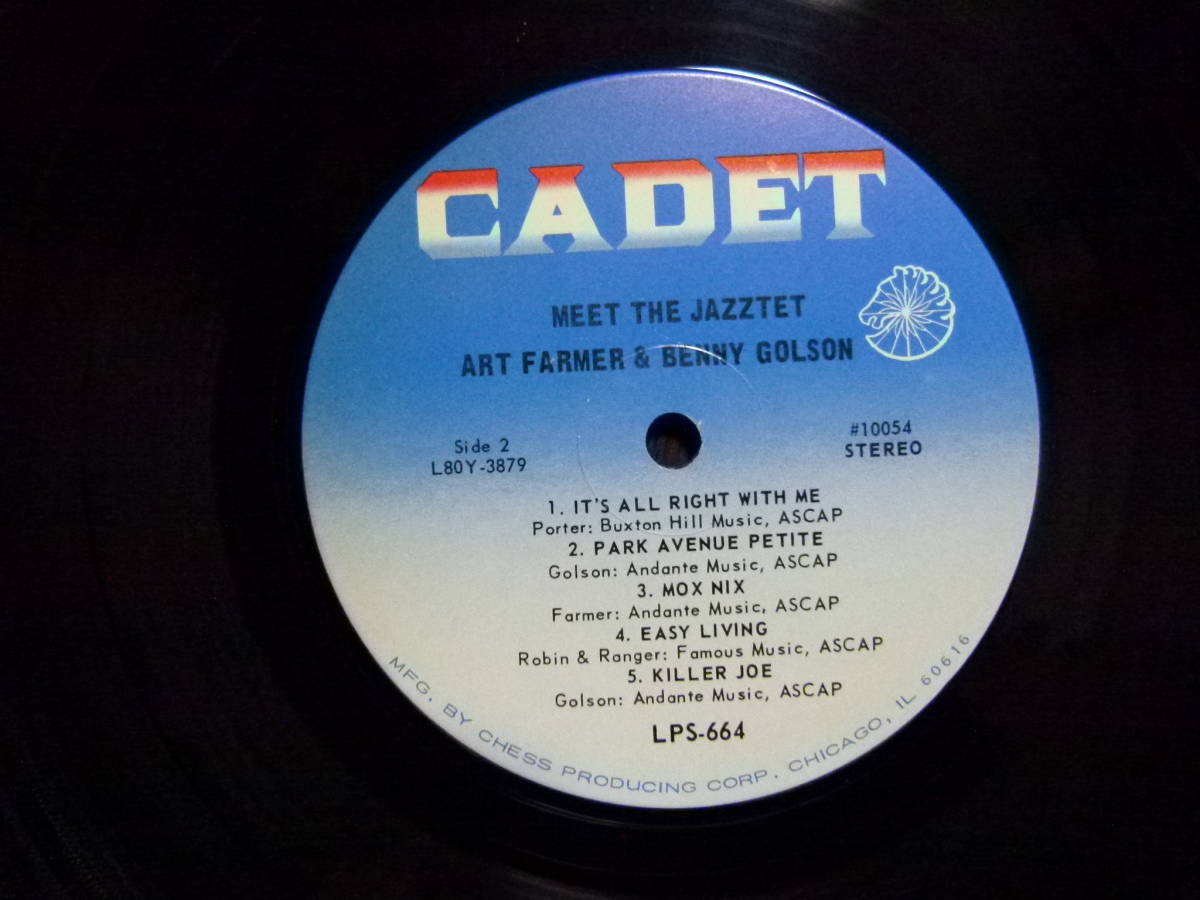 CADET
MEET THE JAZZTET
ART FARMER & BENNY GOLSON
Side 2
L80Y-3879
#10054
STEREO
1. IT'S ALL RIGHT WITH ME
Porter: Buxton Hill Music, ASCAP
2. PARK AVENUE PETITE
Golson: Andante Music, ASCAP
3. MOX NIX
Farmer: Andante Music, ASCAP
4. EASY LIVING
Robin & Ranger: Famous Music, ASCAP
5. KILLER JOE
Golson: Andante Music, ASCAP
LPS-664
MFG. BY CHESS PRODUCING CORP. CHICAGO, IL 60616